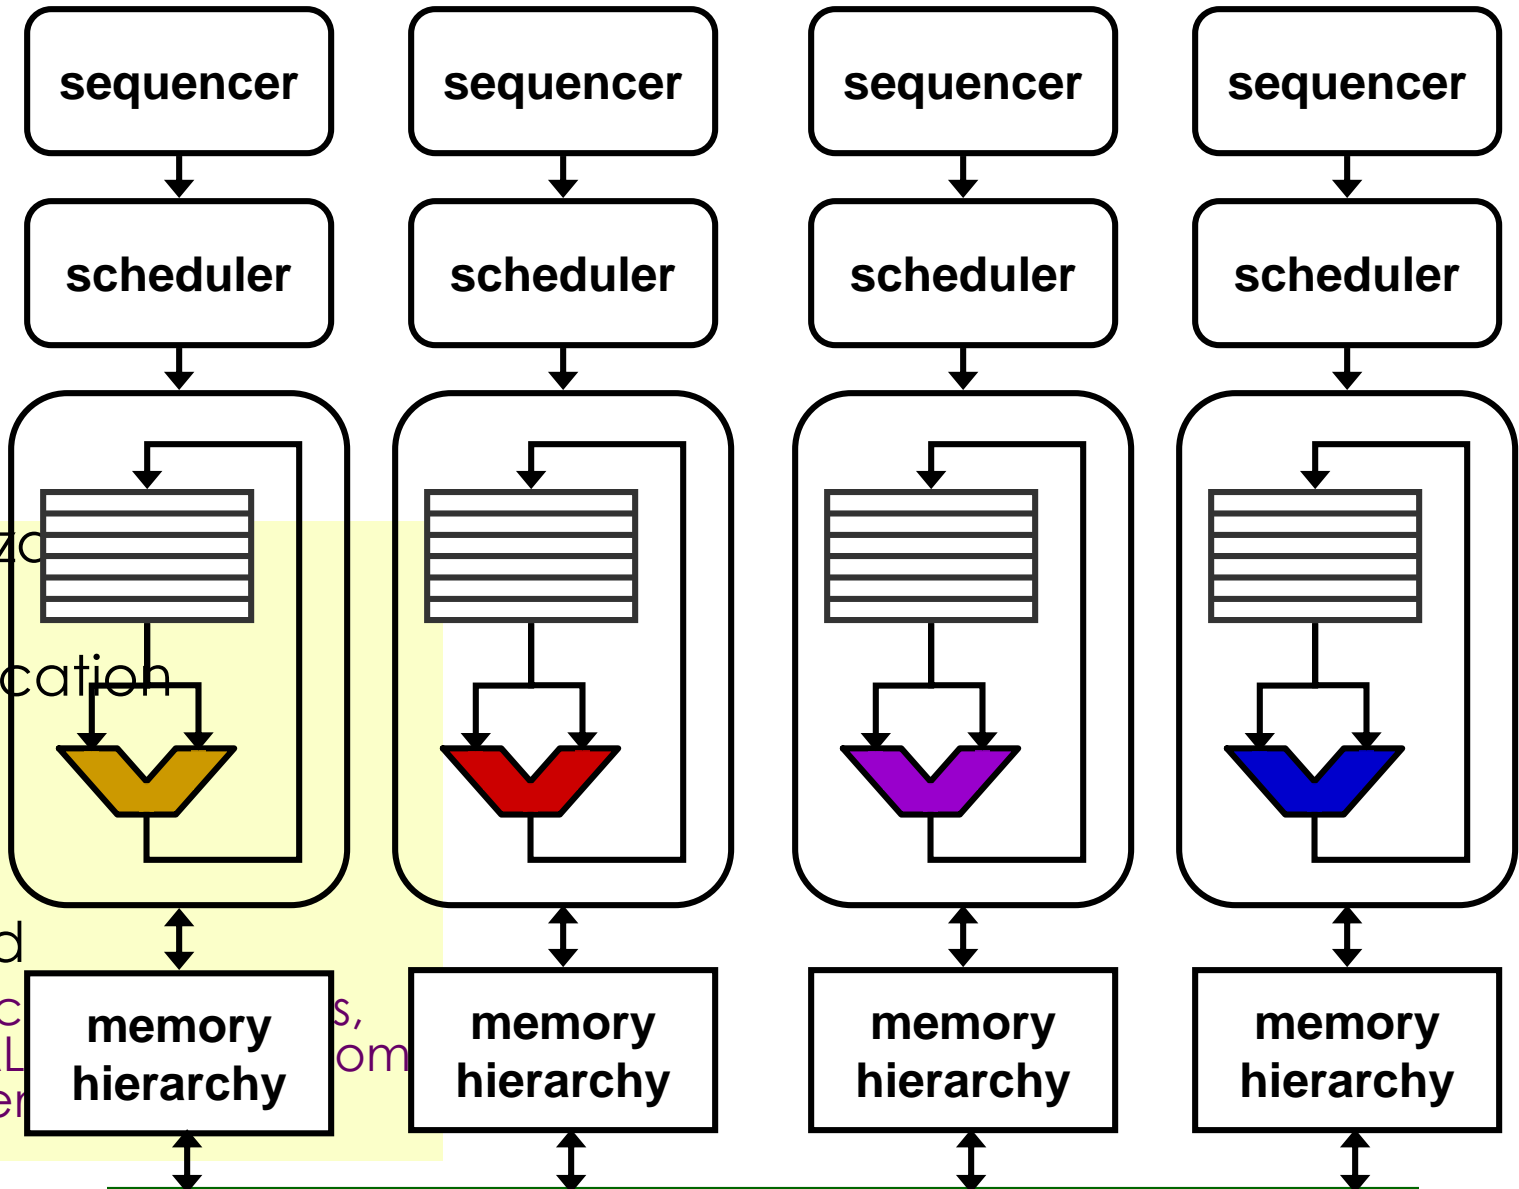 sequencer sequencer sequencer sequencer
scheduler scheduler scheduler scheduler
cation
memory memory memory memory
hierarchy hierarchy hierarchy hierarchy